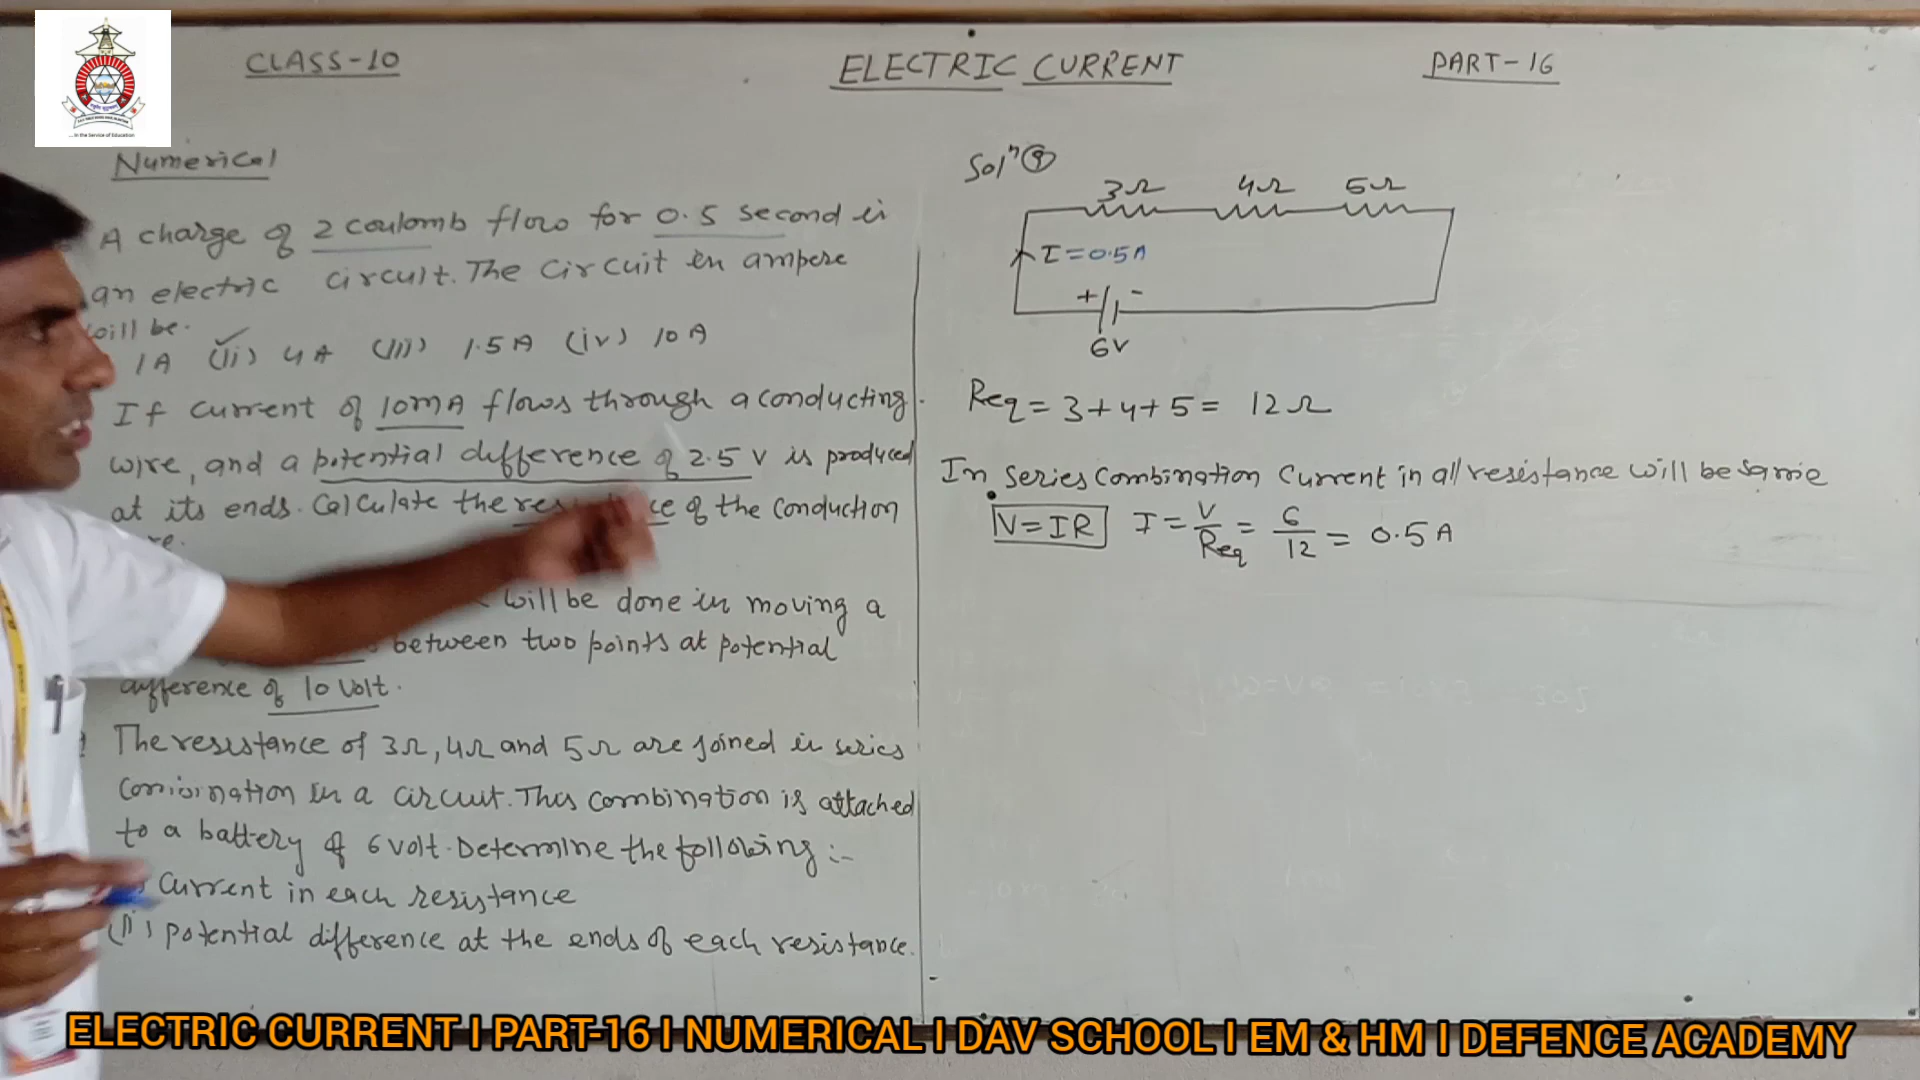 ...in the Service of Education
CLASS-10
ELECTRIC CURRENT
PART-16
Numerical
A charge of 2 coulomb flow for 0.5 second in
an electric circuit. The circuit in ampere
will be.
1A (ii) 4A (iii) 1.5A (iv) 10A
If current of 10mA flows through a conducting
wire, and a potential difference of 2.5 V is produced
at its ends. Calculate the of the conduction
will be done in moving a
between two points at potential
difference of 10 Volt.
The resistance of 3Ω, 4Ω and 5Ω are joined in series
combination in a circuit. This combination is attached
to a battery of 6 volt. Determine the following :-
Current in each resistance
(ii) potential difference at the ends of each resistance.
Solⁿ
3Ω 4Ω 5Ω
I = 0.5A
+ -
6V
Req = 3+4+5 = 12Ω
In series Combination Current in all resistance will be same
V=IR I = V/Req = 6/12 = 0.5 A
ELECTRIC CURRENT I PART-16 I NUMERICAL I DAV SCHOOL I EM & HM I DEFENCE ACADEMY